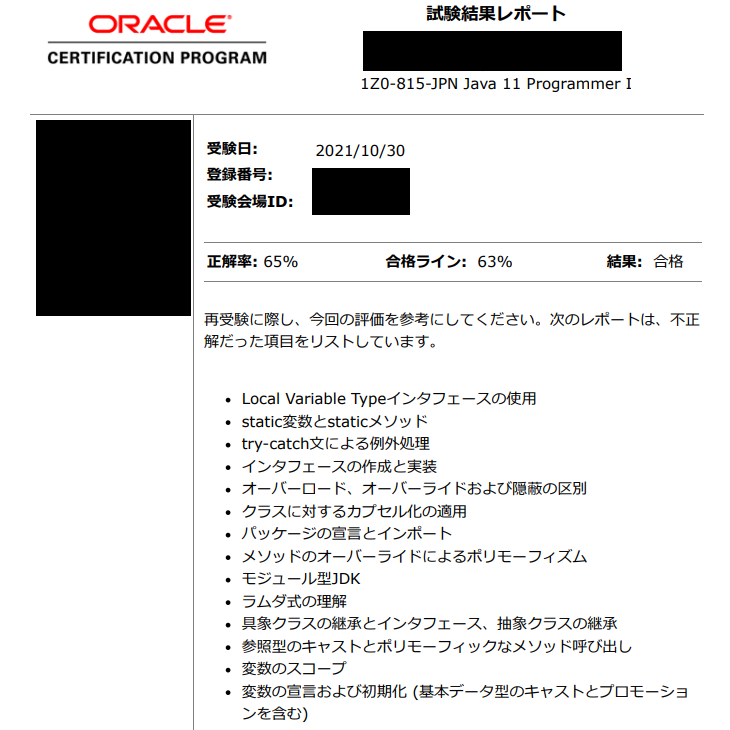 ORACLE®
CERTIFICATION PROGRAM
試験結果レポート
1Z0-815-JPN Java 11 Programmer I
受験日: 2021/10/30
登録番号:
受験会場ID:
正解率: 65% 合格ライン: 63% 結果: 合格
再受験に際し、今回の評価を参考にしてください。次のレポートは、不正
解だった項目をリストしています。
• Local Variable Typeインタフェースの使用
• static変数とstaticメソッド
• try-catch文による例外処理
• インタフェースの作成と実装
• オーバーロード、オーバーライドおよび隠蔽の区別
• クラスに対するカプセル化の適用
• パッケージの宣言とインポート
• メソッドのオーバーライドによるポリモーフィズム
• モジュール型JDK
• ラムダ式の理解
• 具象クラスの継承とインタフェース、抽象クラスの継承
• 参照型のキャストとポリモーフィックなメソッド呼び出し
• 変数のスコープ
• 変数の宣言および初期化 (基本データ型のキャストとプロモーショ
ンを含む)